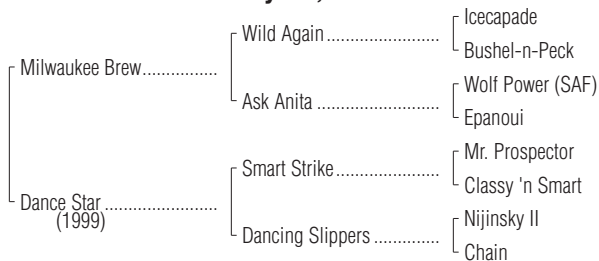 Icecapade
Wild Again
Bushel-n-Peck
Milwaukee Brew
Wolf Power (SAF)
Ask Anita
Epanoui
Mr. Prospector
Smart Strike
Classy 'n Smart
Dance Star
(1999)
Nijinsky II
Dancing Slippers
Chain